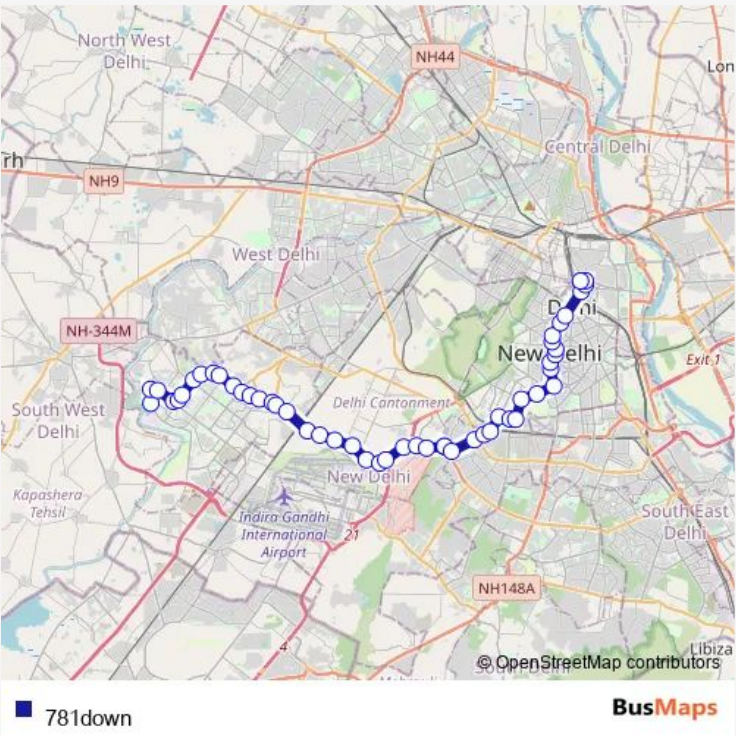 North West
Delhi
NH44
Lon
Central Delhi
rh
NH9
West Delhi
NH-344M
New Delhi
Exit 1
South West
Delhi
Delhi Cantonment
New Delhi
Kapashera
Tehsil
Indira Gandhi
International
Airport
21
South East
Delhi
NH148A
4
Libiza
© OpenStreetMap contributors
781down
BusMaps